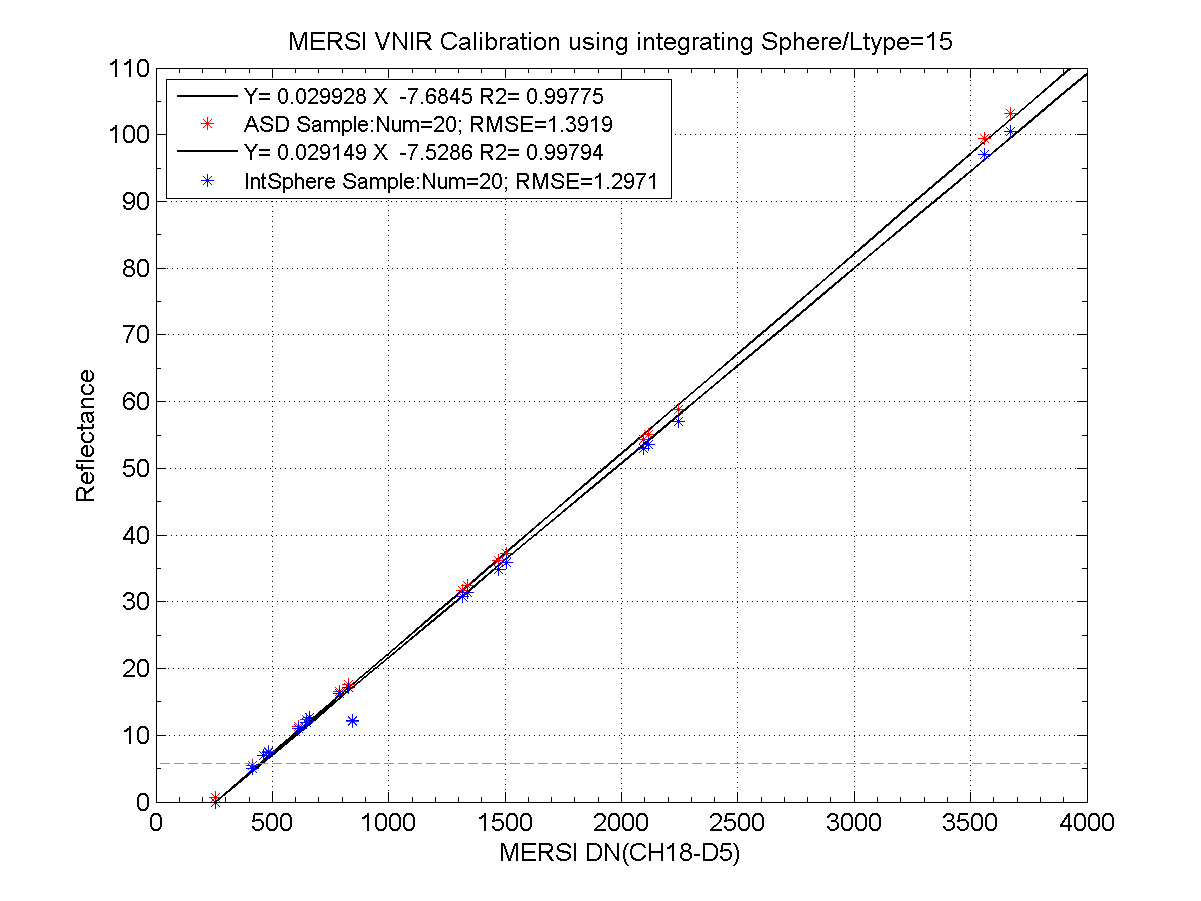 MERSI VNIR Calibration using integrating Sphere/Ltype=15
Y= 0.029928 X -7.6845 R2= 0.99775
ASD Sample:Num=20; RMSE=1.3919
Y= 0.029149 X -7.5286 R2= 0.99794
IntSphere Sample:Num=20; RMSE=1.2971
110
100
90
80
70
60
50
40
30
20
10
0
Reflectance
0 500 1000 1500 2000 2500 3000 3500 4000
MERSI DN(CH18-D5)